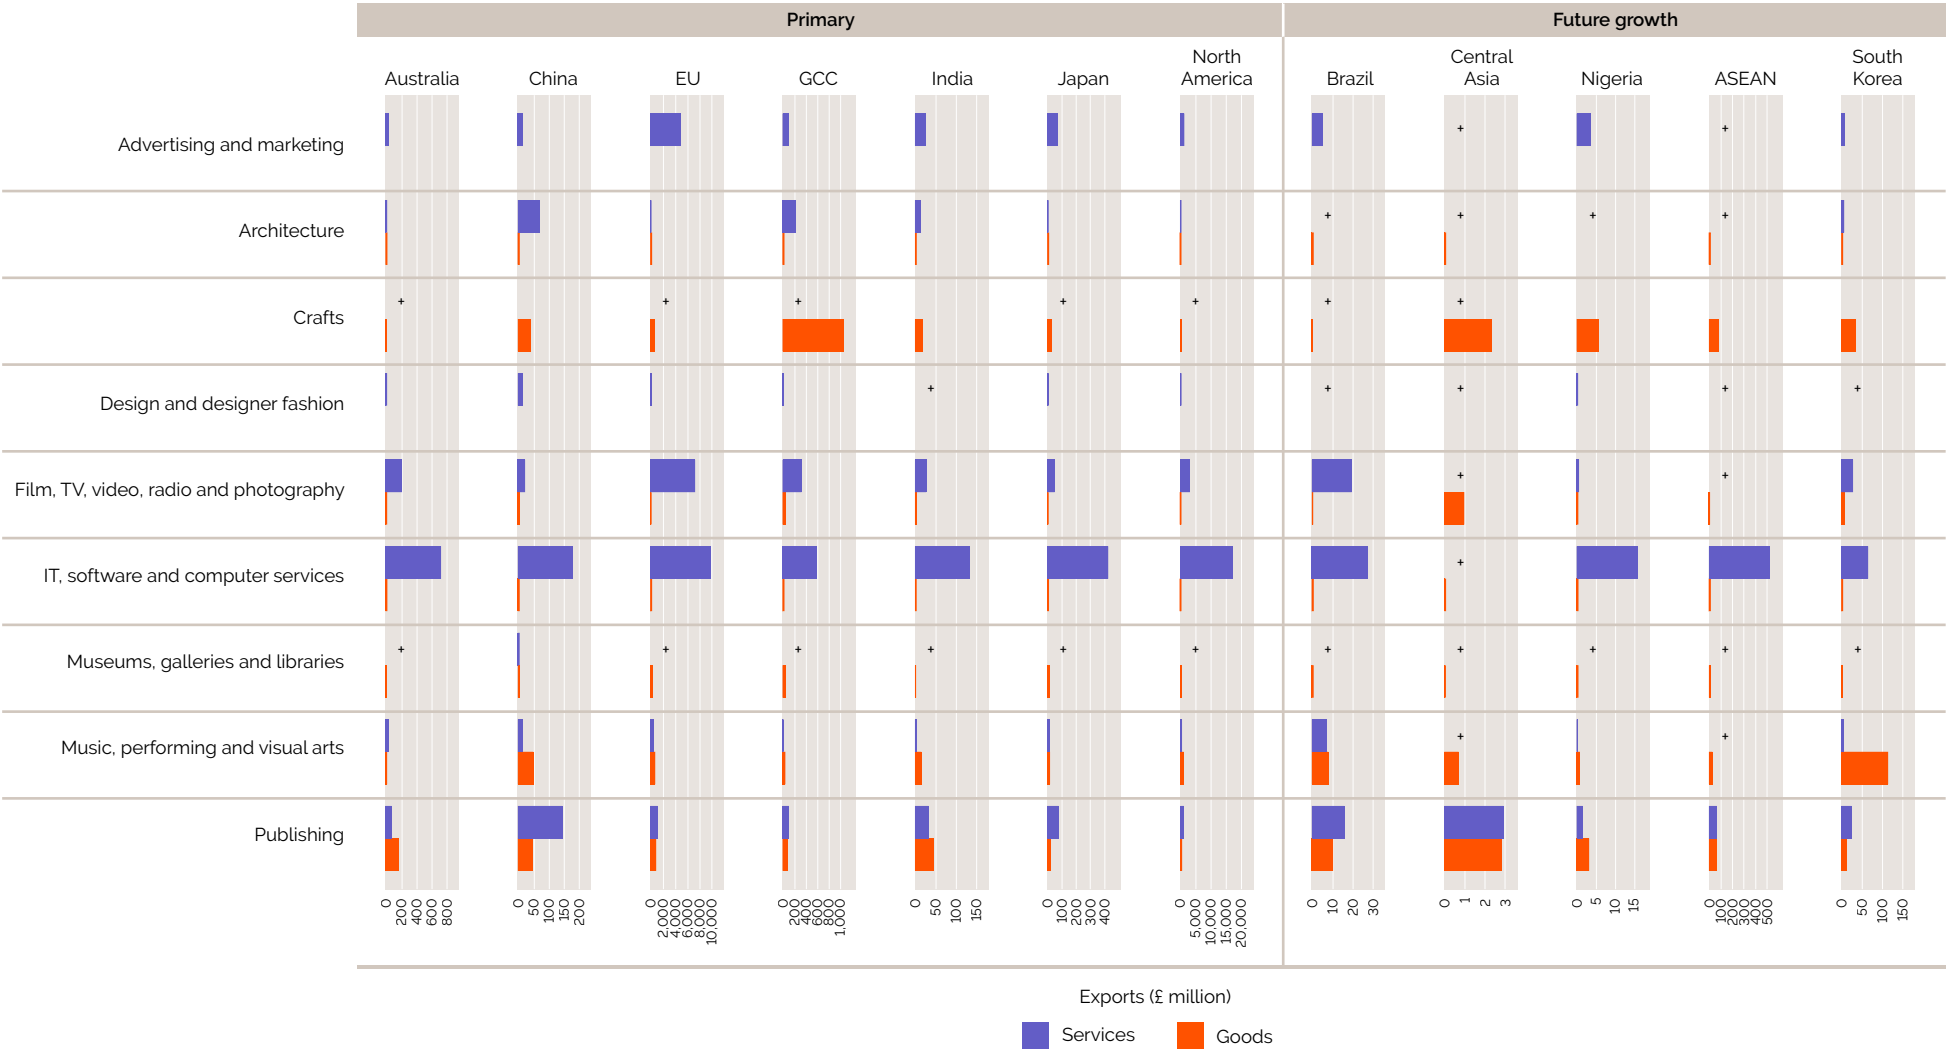 Primary
Future growth
Australia
China
EU
GCC
India
Japan
North
America
Brazil
Central
Asia
Nigeria
ASEAN
South
Korea
Advertising and marketing
+ +
Architecture
+ + + +
Crafts
+ + + + + + +
Design and designer fashion
+ + + + +
Film, TV, video, radio and photography
+ +
IT, software and computer services
+
Museums, galleries and libraries
+ + + + + + + + + + +
Music, performing and visual arts
+ +
Publishing
0 200 400 600 800
0 50 100 150 200
0 2,000 4,000 6,000 8,000 10,000
0 200 400 600 800 1,000
0 50 100 150
0 100 200 300 400
0 5,000 10,000 15,000 20,000
0 10 20 30
0 1 2 3
0 5 10 15
0 100 200 300 400 500
0 50 100 150
Exports (£ million)
Services
Goods